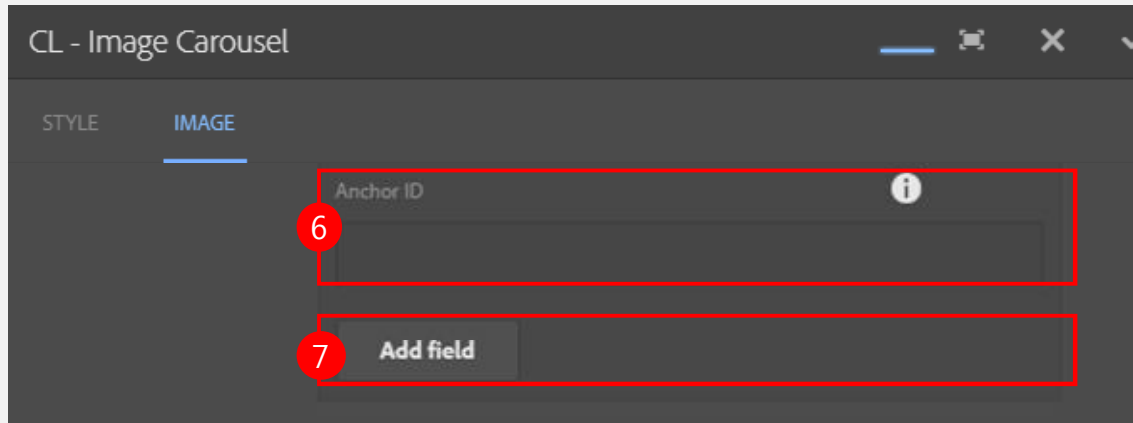 CL - Image Carousel
STYLE IMAGE
Anchor ID
6
7 Add field